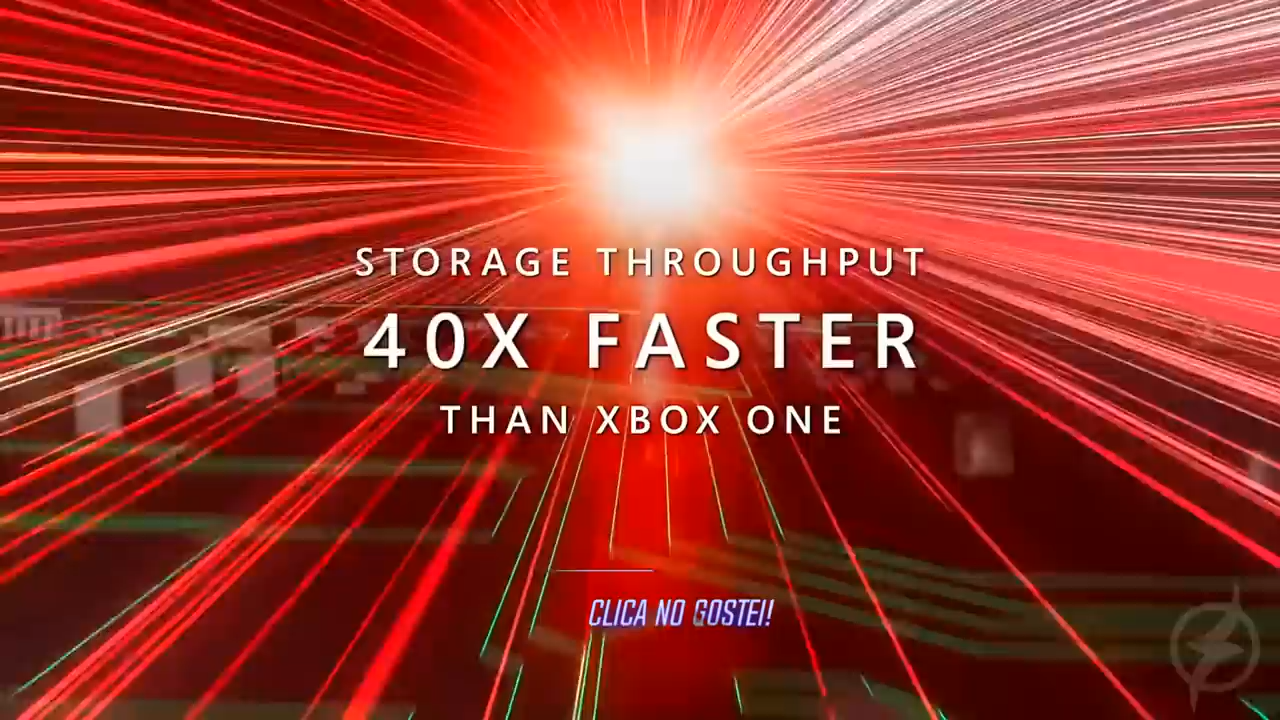 STORAGE THROUGHPUT
40X FASTER
THAN XBOX ONE
CLICA NO GOSTEI!